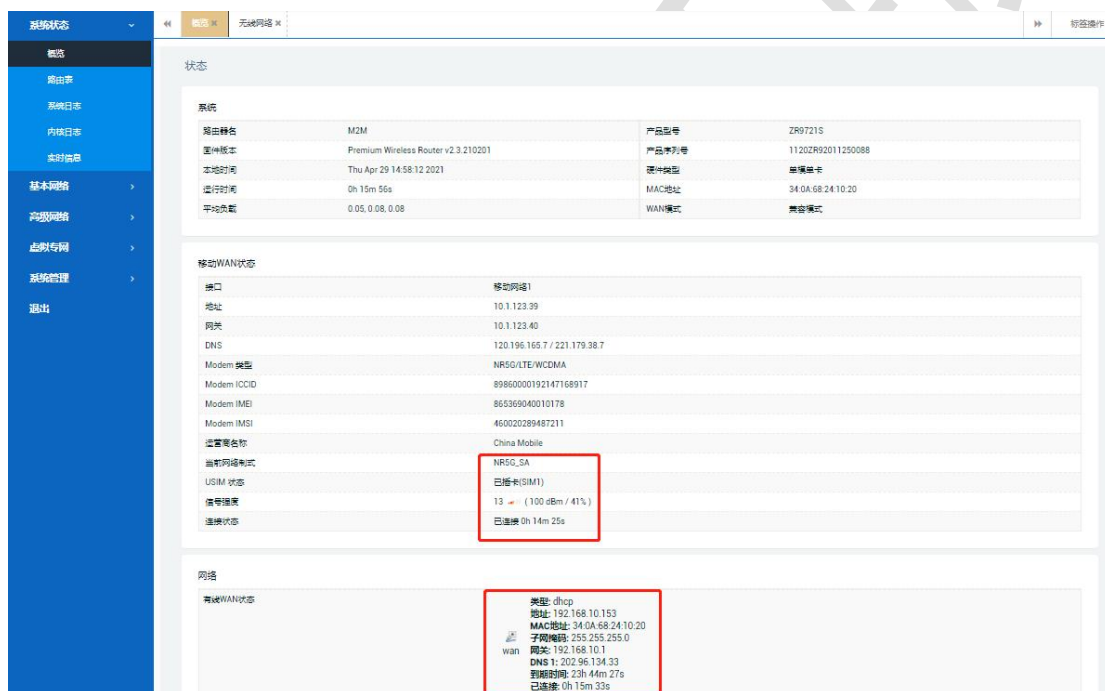 系统状态
概览
路由表
系统日志
内核日志
实时信息
基本网络
高级网络
虚拟专网
系统管理
退出
概览 无线网络 标签操作
状态
系统
路由器名 M2M 产品型号 ZR9721S
固件版本 Premium Wireless Router v2.3.210201 产品序列号 1120ZR92011250088
本地时间 Thu Apr 29 14:58:12 2021 硬件类型 单模单卡
运行时间 0h 15m 56s MAC地址 34:0A:68:24:10:20
平均负载 0.05, 0.08, 0.08 WAN模式 兼容模式
移动WAN状态
接口 移动网络1
地址 10.1.123.39
网关 10.1.123.40
DNS 120.196.165.7 / 221.179.38.7
Modem 类型 NR5G/LTE/WCDMA
Modem ICCID 89860000192147168917
Modem IMEI 865369040010178
Modem IMSI 460020289487211
运营商名称 China Mobile
当前网络制式 NR5G_SA
USIM 状态 已插卡(SIM1)
信号强度 13 ( 100 dBm / 41% )
连接状态 已连接 0h 14m 25s
网络
有线WAN状态
wan
类型: dhcp
地址: 192.168.10.153
MAC地址: 34:0A:68:24:10:20
子网掩码: 255.255.255.0
网关: 192.168.10.1
DNS 1: 202.96.134.33
到期时间: 23h 44m 27s
已连接: 0h 15m 33s